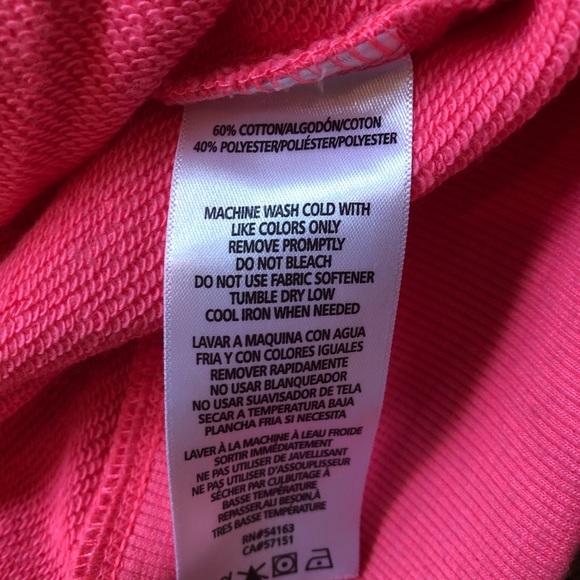 60% COTTON/ALGODÓN/COTON
40% POLYESTER/POLIÉSTER/POLYESTER
MACHINE WASH COLD WITH
LIKE COLORS ONLY
REMOVE PROMPTLY
DO NOT BLEACH
DO NOT USE FABRIC SOFTENER
TUMBLE DRY LOW
COOL IRON WHEN NEEDED
LAVAR A MAQUINA CON AGUA
FRIA Y CON COLORES IGUALES
REMOVER RAPIDAMENTE
NO USAR BLANQUEADOR
NO USAR SUAVISADOR DE TELA
SECAR A TEMPERATURA BAJA
PLANCHA FRIA SI NECESITA
LAVER À LA MACHINE À LEAU FROIDE
SORTIR IMMÉDIATEMENT
NE PAS UTILISER DE JAVELLISANT
NE PAS UTILISER D'ASSOUPLISEUR
SÉCHER PAR CULBUTAGE À
BASSE TEMPÉRATURE
REPASSER.AU BESOIN,À
TRES BASSE TEMPÉRATURE
RN#54163
CA#57151